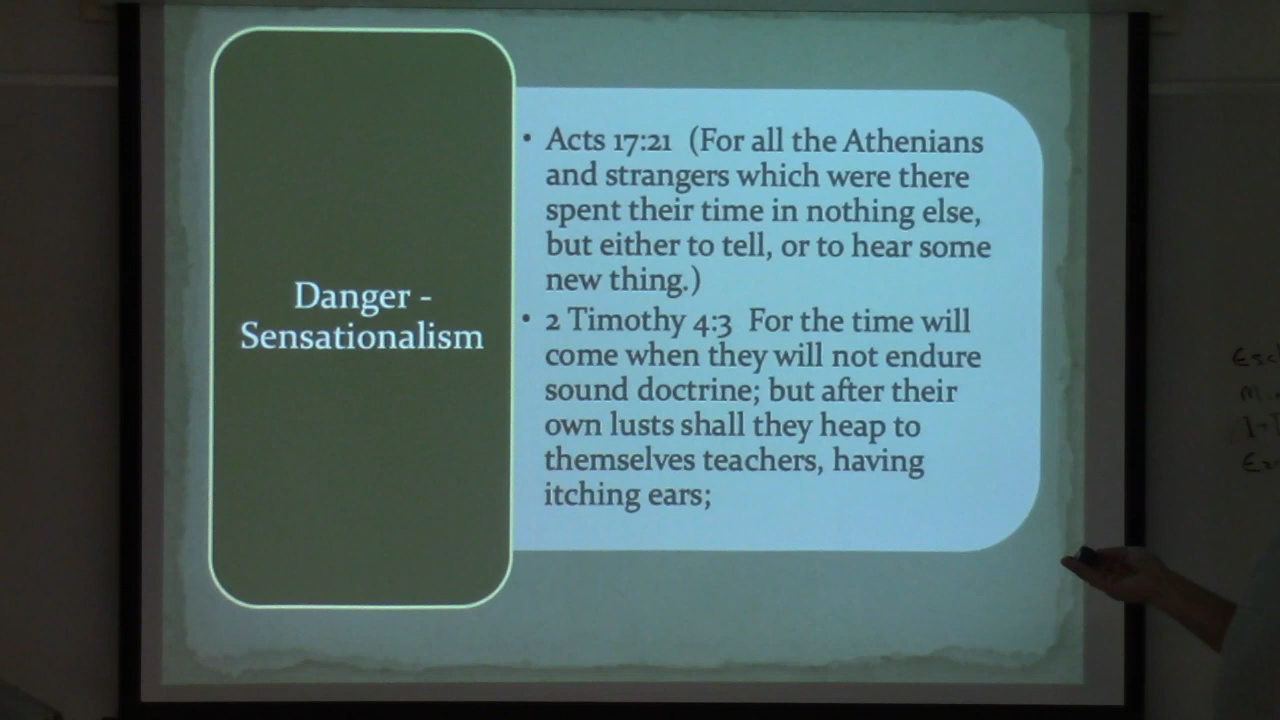 Danger -
Sensationalism
• Acts 17:21  (For all the Athenians
and strangers which were there
spent their time in nothing else,
but either to tell, or to hear some
new thing.)
• 2 Timothy 4:3  For the time will
come when they will not endure
sound doctrine; but after their
own lusts shall they heap to
themselves teachers, having
itching ears;